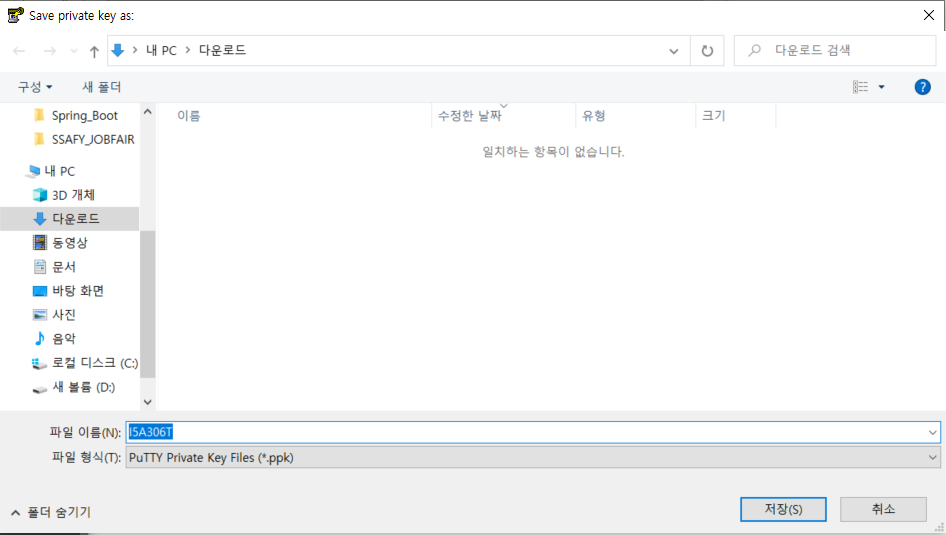 Save private key as:
내 PC > 다운로드
다운로드 검색
구성
새 폴더
이름
수정한 날짜
유형
크기
일치하는 항목이 없습니다.
Spring_Boot
SSAFY_JOBFAIR
내 PC
3D 개체
다운로드
동영상
문서
바탕 화면
사진
음악
로컬 디스크 (C:)
새 볼륨 (D:)
파일 이름(N): I5A306T
파일 형식(T): PuTTY Private Key Files (*.ppk)
폴더 숨기기
저장(S)
취소